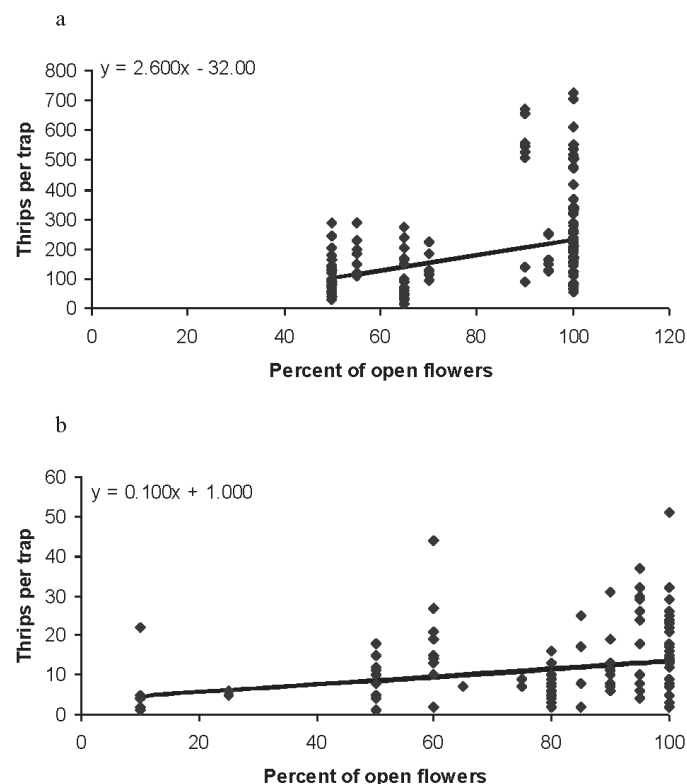 a
y = 2.600x - 32.00
800
700
600
500
400
300
200
100
0
Thrips per trap
0 20 40 60 80 100 120
Percent of open flowers
b
y = 0.100x + 1.000
60
50
40
30
20
10
0
Thrips per trap
0 20 40 60 80 100
Percent of open flowers